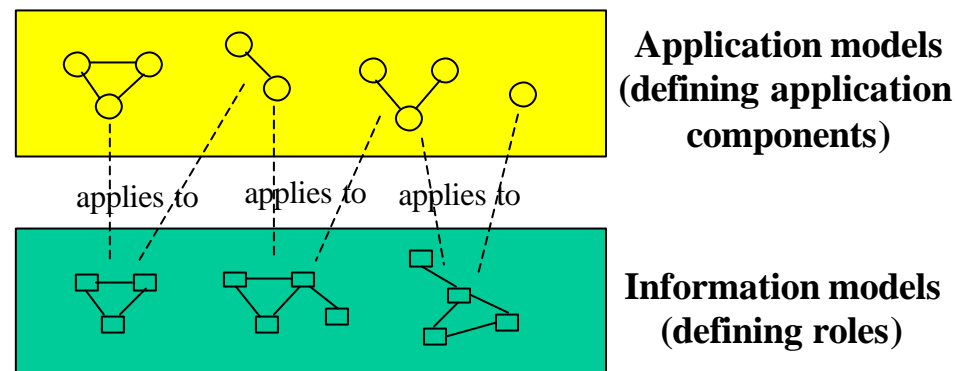 Application models
(defining application
components)
applies to
applies to
applies to
Information models
(defining roles)